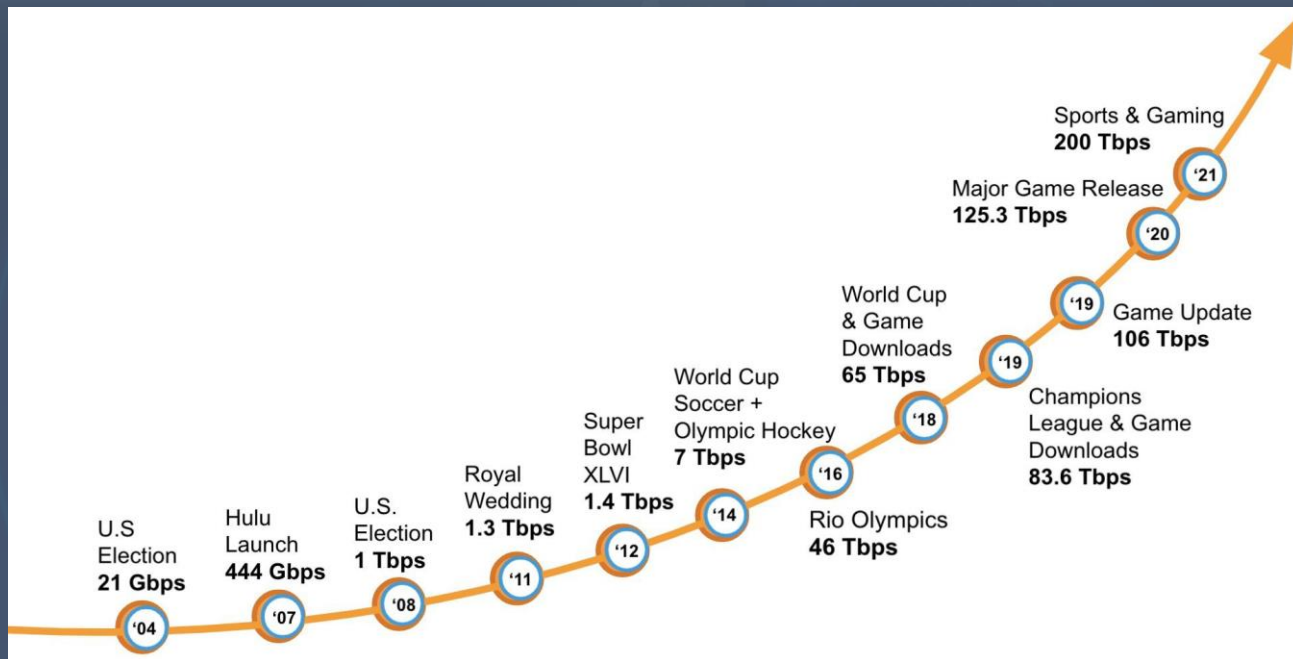 U.S
Election
21 Gbps
‘04
Hulu
Launch
444 Gbps
‘07
U.S.
Election
1 Tbps
‘08
Royal
Wedding
1.3 Tbps
‘11
Super
Bowl
XLVI
1.4 Tbps
‘12
World Cup
Soccer +
Olympic Hockey
7 Tbps
‘14
‘16
Rio Olympics
46 Tbps
World Cup
& Game
Downloads
65 Tbps
‘18
‘19
Champions
League & Game
Downloads
83.6 Tbps
‘19
Game Update
106 Tbps
Major Game Release
125.3 Tbps
‘20
Sports & Gaming
200 Tbps
‘21